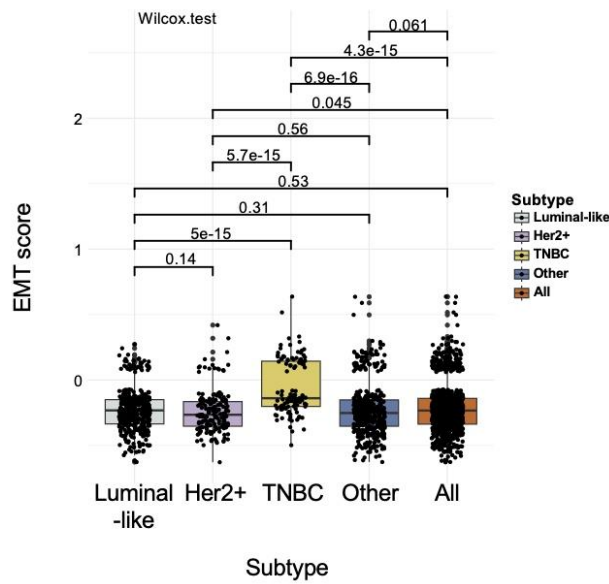 Wilcox.test
0.061
4.3e-15
6.9e-16
0.045
0.56
5.7e-15
0.53
0.31
5e-15
0.14
2
1
0
EMT score
Subtype
Luminal-like
Her2+
TNBC
Other
All
Luminal
-like
Her2+
TNBC
Other
All
Subtype